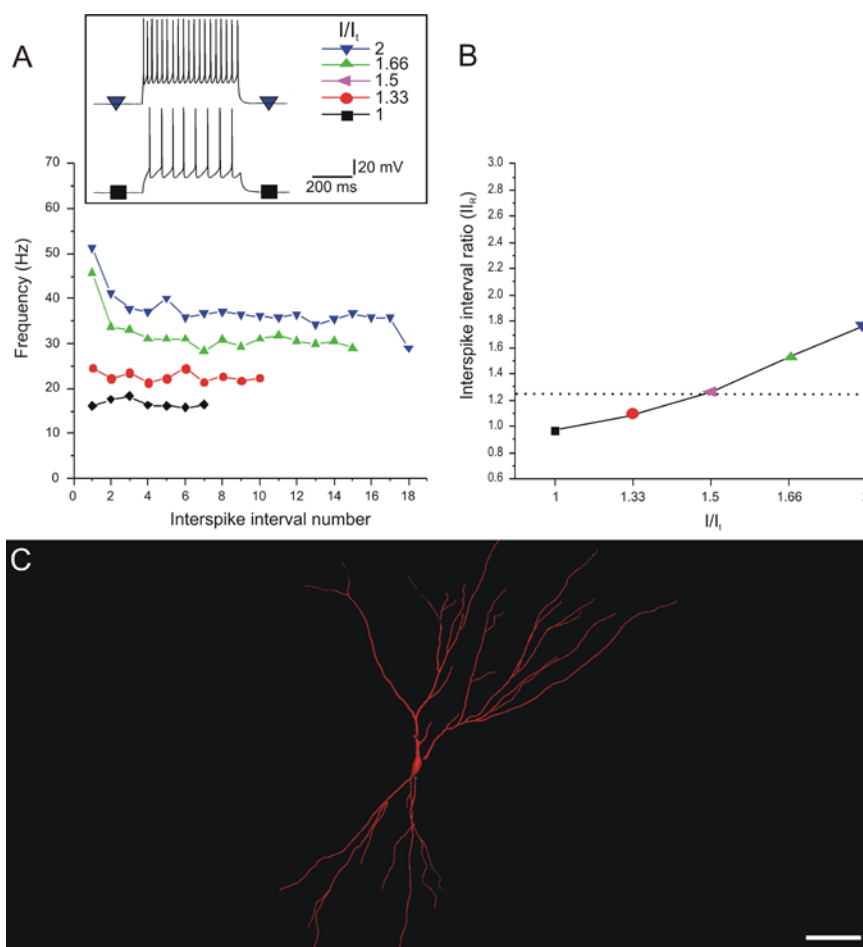 A
I/Iₜ
2
1.66
1.5
1.33
1
20 mV
200 ms
70
60
50
40
30
20
10
0
Frequency (Hz)
0 2 4 6 8 10 12 14 16 18
Interspike interval number
B
3.0
2.8
2.6
2.4
2.2
2.0
1.8
1.6
1.4
1.2
1.0
0.8
0.6
Interspike interval ratio (II_R)
1 1.33 1.5 1.66 2
I/Iₜ
C